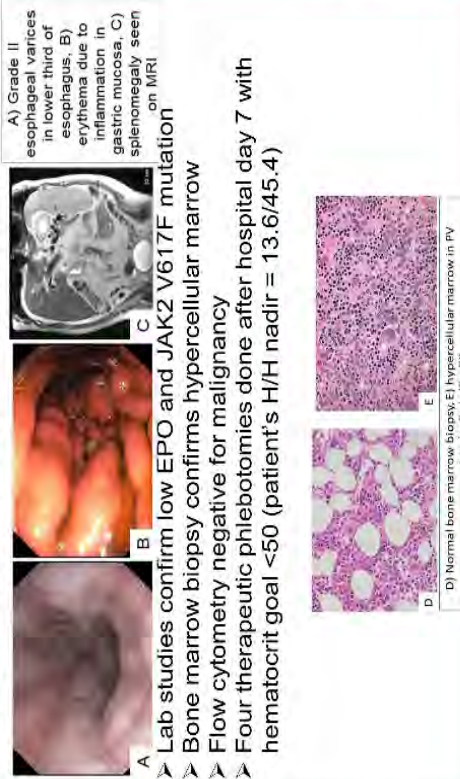 A
B
C
A) Grade II
esophageal varices
in lower third of
esophagus, B)
erythema due to
inflammation in
gastric mucosa, C)
splenomegaly seen
on MRI
➢ Lab studies confirm low EPO and JAK2 V617F mutation
➢ Bone marrow biopsy confirms hypercellular marrow
➢ Flow cytometry negative for malignancy
➢ Four therapeutic phlebotomies done after hospital day 7 with
hematocrit goal <50 (patient's H/H nadir = 13.6/45.4)
D
E
D) Normal bone marrow biopsy, E) hypercellular marrow in PV